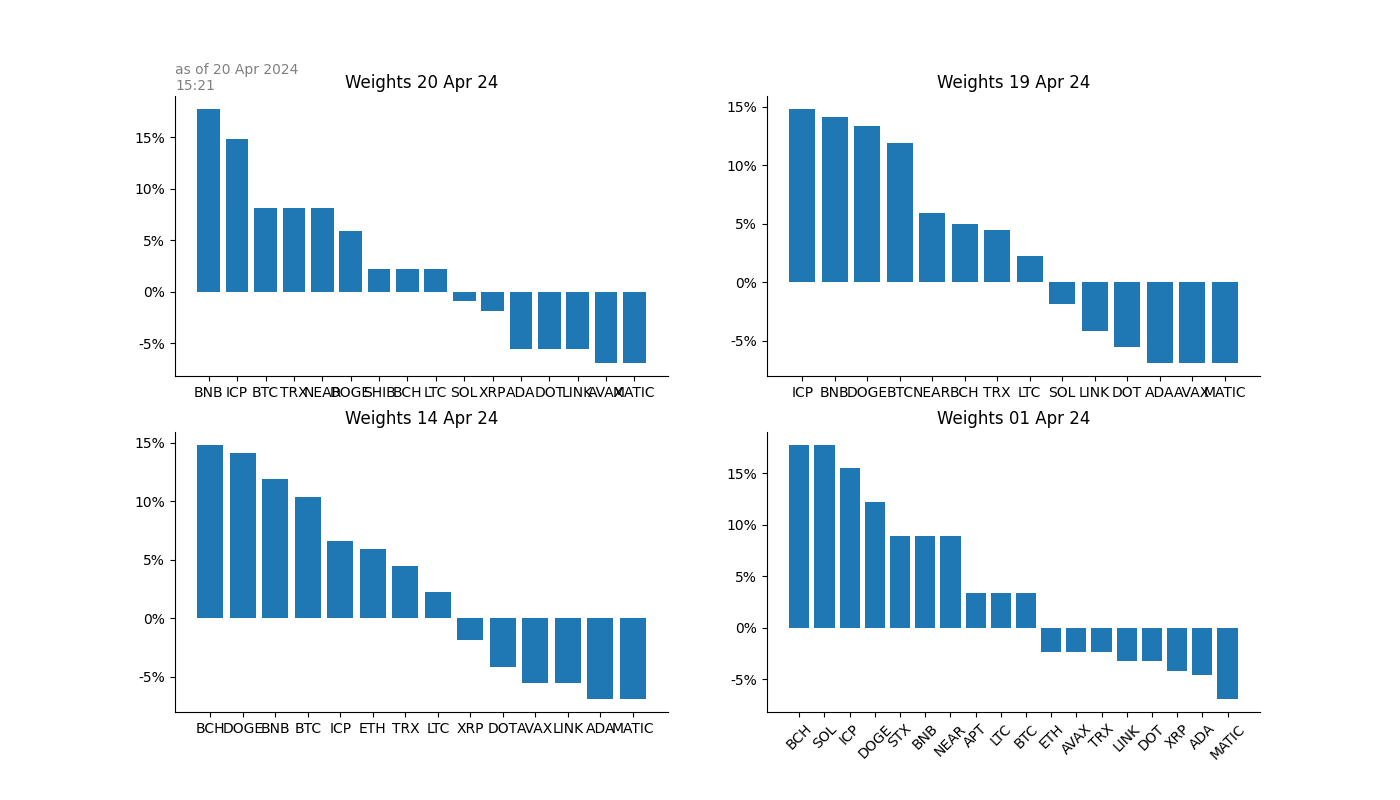 as of 20 Apr 2024
15:21
Weights 20 Apr 24
15%
10%
5%
0%
-5%
BNB ICP BTC TRX NEAR DOGE SHIB BCH LTC SOL XRP ADA DOT LINK AVAX MATIC
Weights 19 Apr 24
15%
10%
5%
0%
-5%
ICP BNB DOGE BTC NEAR BCH TRX LTC SOL LINK DOT ADA AVAX MATIC
Weights 14 Apr 24
15%
10%
5%
0%
-5%
BCH DOGE BNB BTC ICP ETH TRX LTC XRP DOT AVAX LINK ADA MATIC
Weights 01 Apr 24
15%
10%
5%
0%
-5%
BCH SOL ICP DOGE STX BNB NEAR APT LTC BTC ETH AVAX TRX LINK DOT XRP ADA MATIC